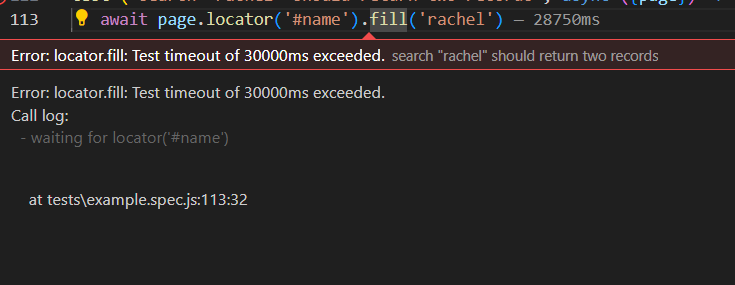 113 await page.locator('#name').fill('rachel') — 28750ms
Error: locator.fill: Test timeout of 30000ms exceeded. search "rachel" should return two records
Error: locator.fill: Test timeout of 30000ms exceeded.
Call log:
- waiting for locator('#name')
at tests\example.spec.js:113:32